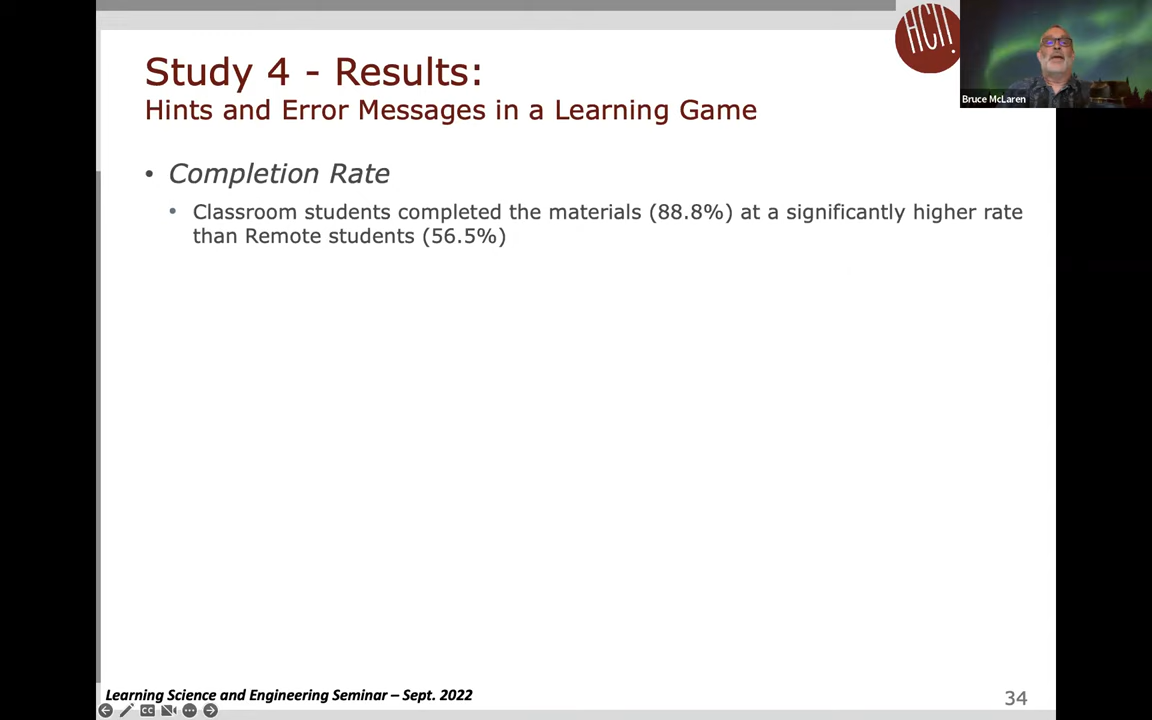 HCII
Bruce McLaren
Study 4 - Results:
Hints and Error Messages in a Learning Game
• Completion Rate
• Classroom students completed the materials (88.8%) at a significantly higher rate
than Remote students (56.5%)
Learning Science and Engineering Seminar – Sept. 2022
34
CC